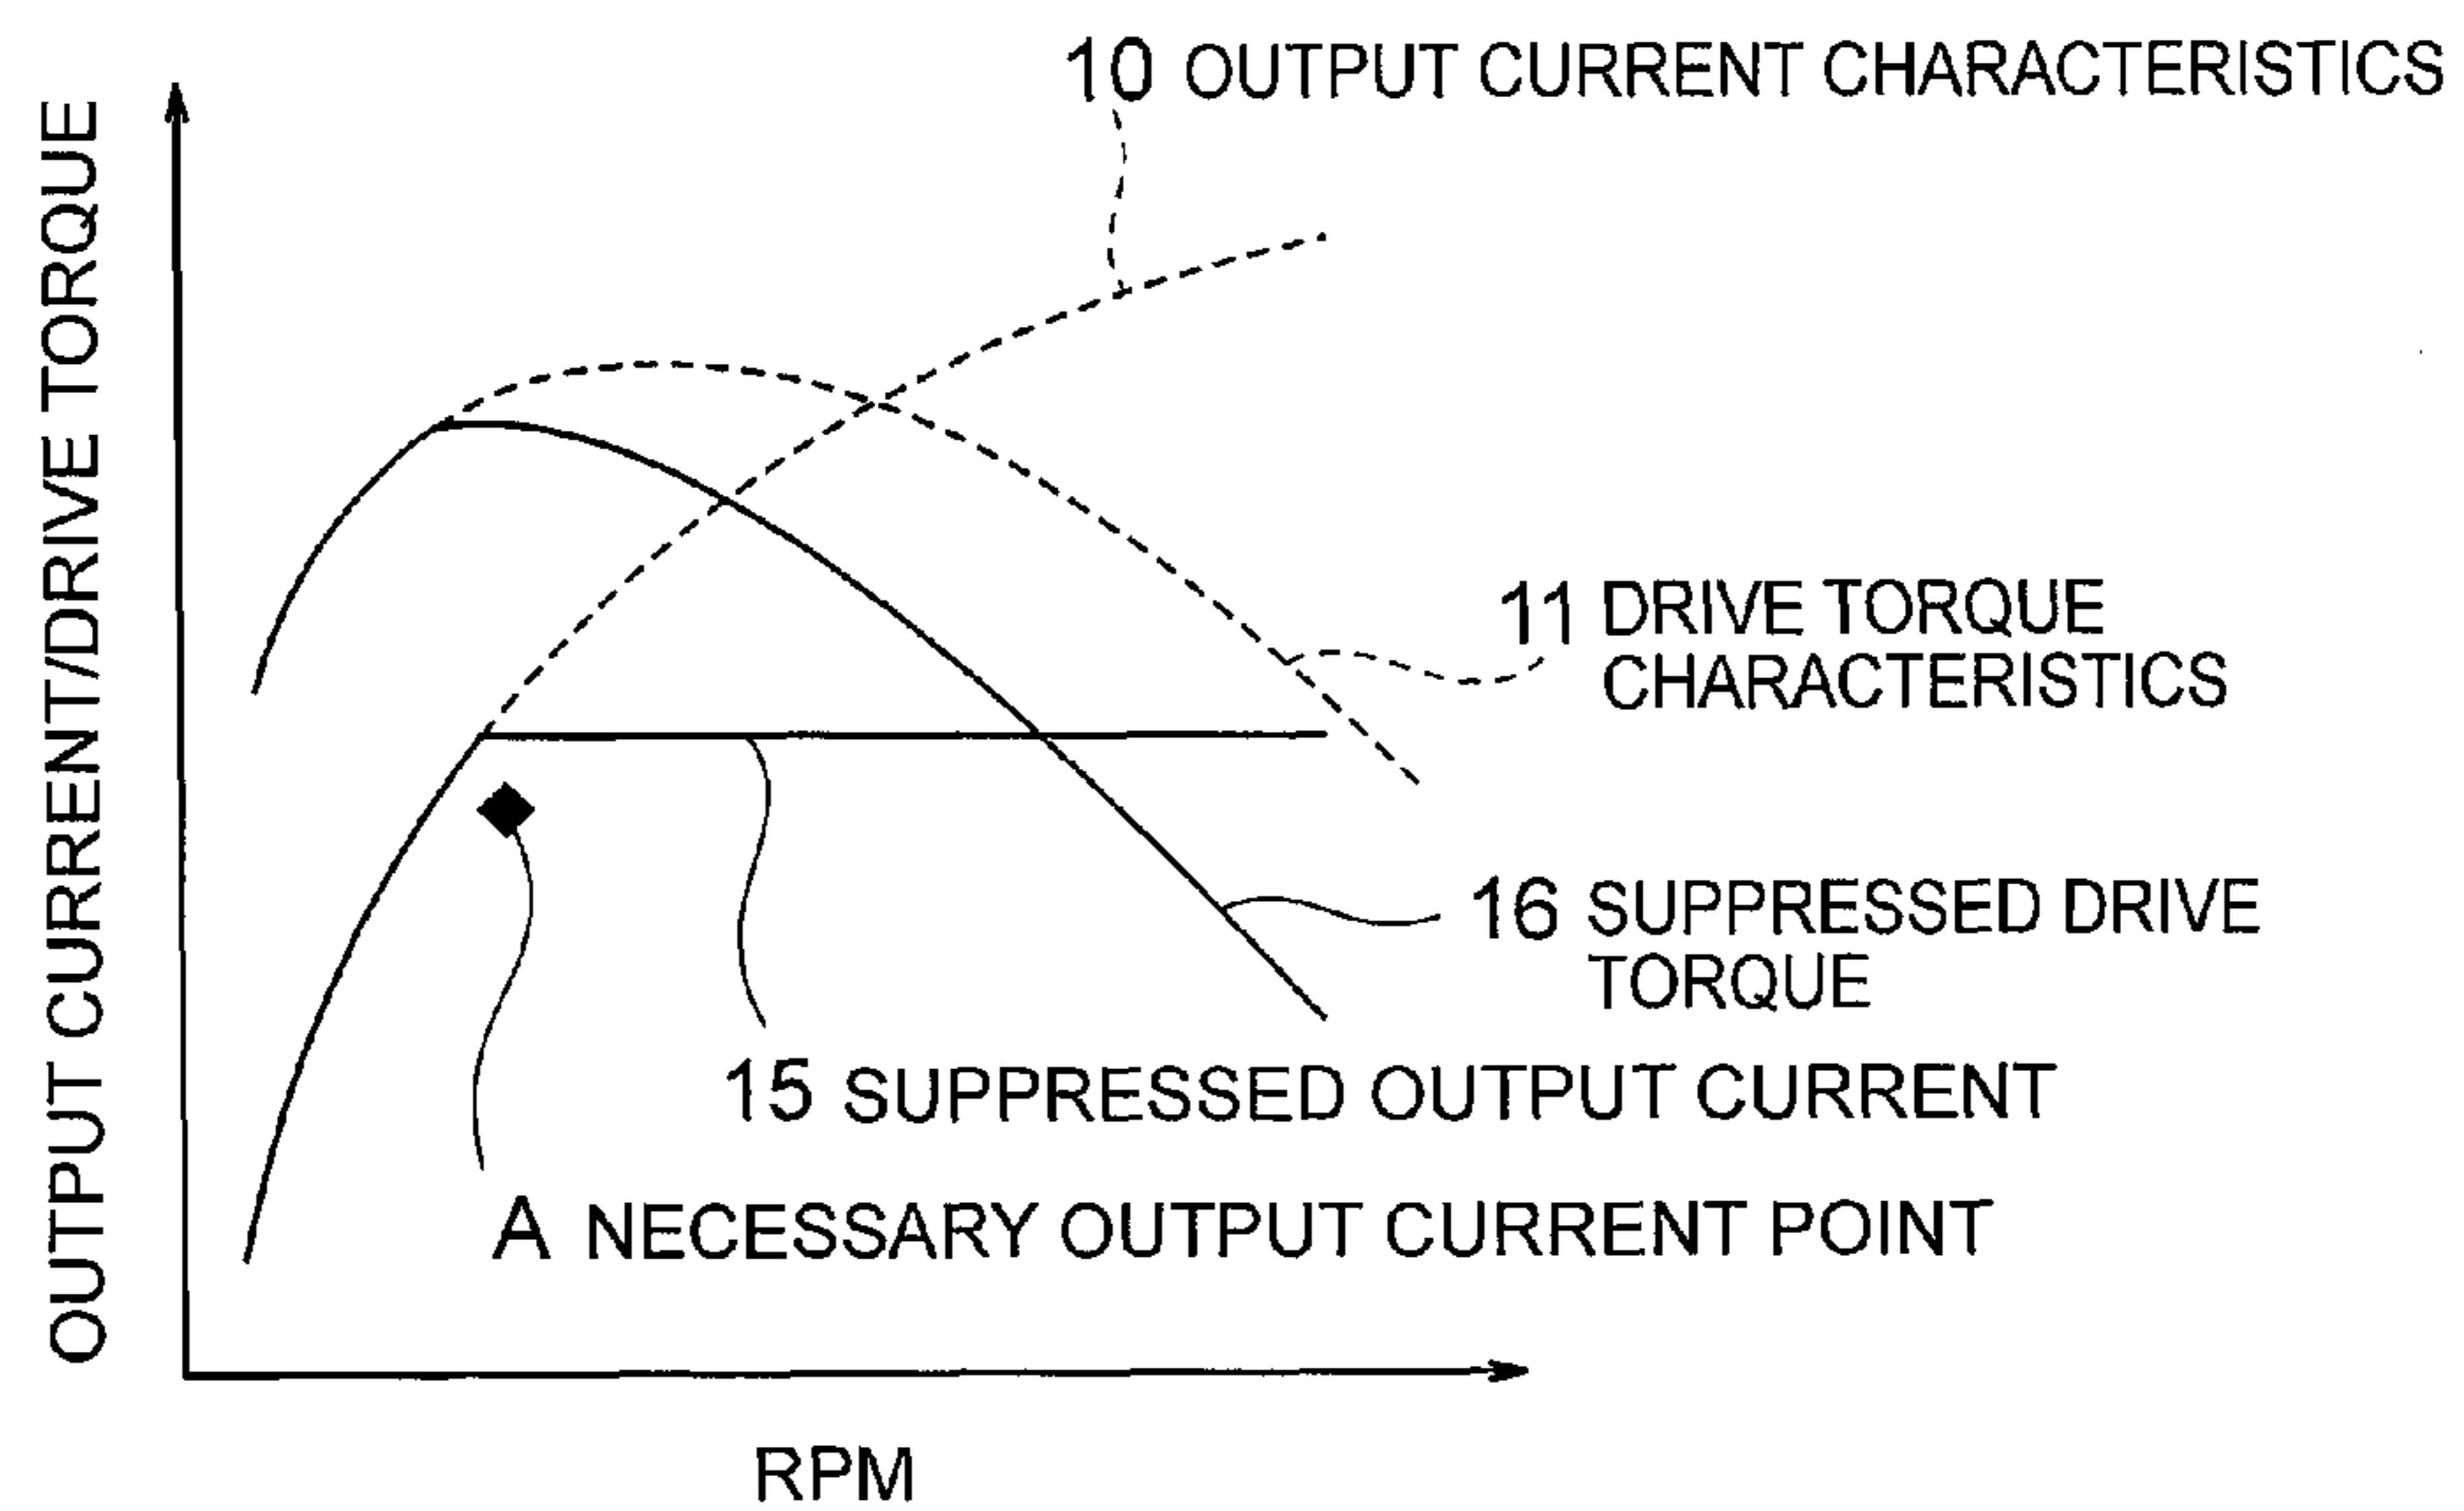 10 OUTPUT CURRENT CHARACTERISTICS
OUTPUT CURRENT/DRIVE TORQUE
11 DRIVE TORQUE
CHARACTERISTICS
16 SUPPRESSED DRIVE
TORQUE
15 SUPPRESSED OUTPUT CURRENT
A NECESSARY OUTPUT CURRENT POINT
RPM